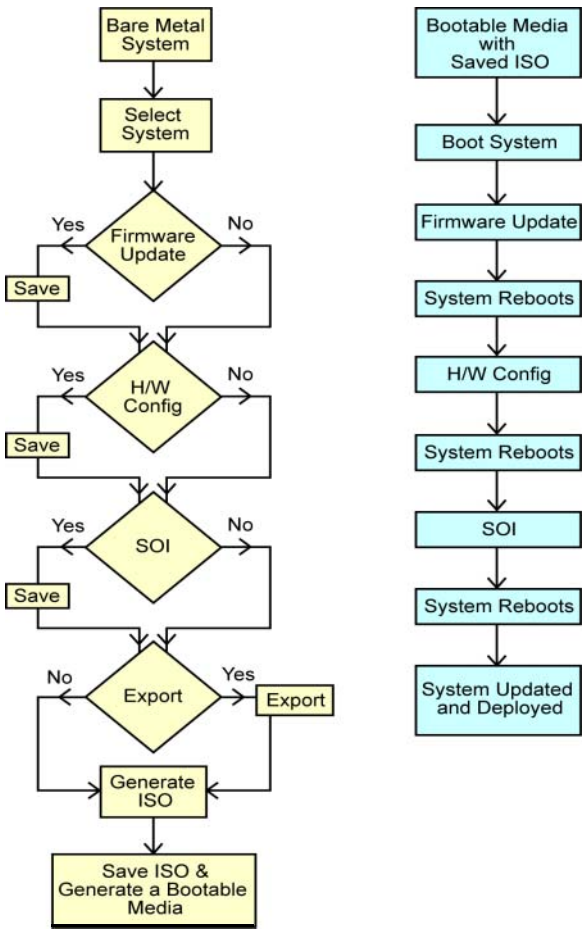 Bare Metal
System
Select
System
Yes
No
Firmware
Update
Save
Yes
No
H/W
Config
Save
Yes
No
SOI
Save
No
Yes
Export
Export
Generate
ISO
Save ISO &
Generate a Bootable
Media
Bootable Media
with
Saved ISO
Boot System
Firmware Update
System Reboots
H/W Config
System Reboots
SOI
System Reboots
System Updated
and Deployed